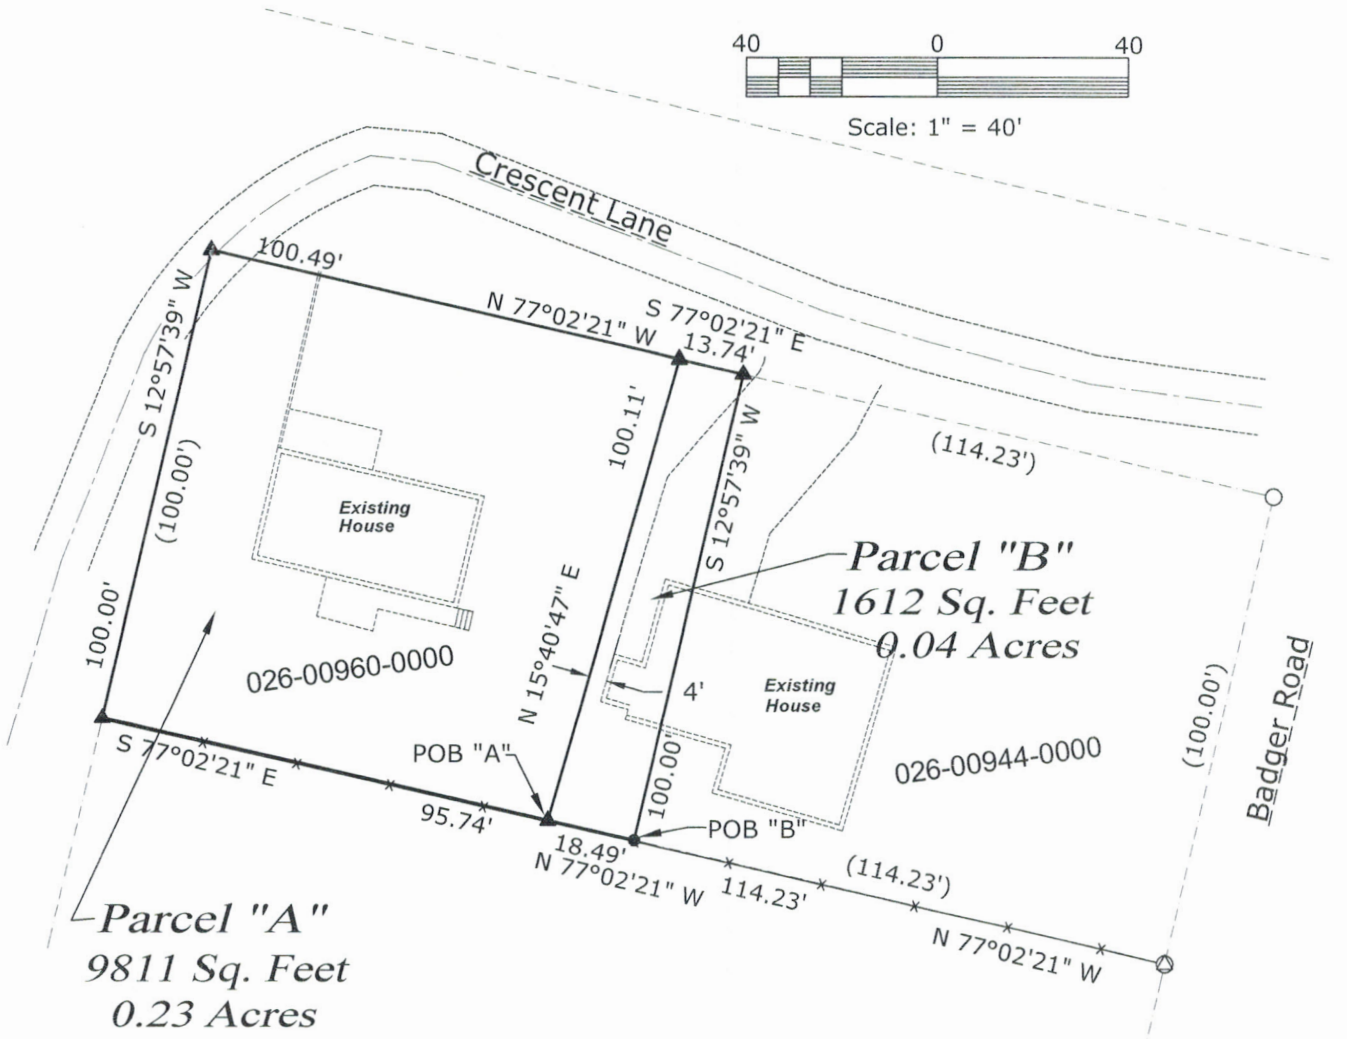 40 0 40
Scale: 1" = 40'
Crescent Lane
100.49'
N 77°02'21" W
S 77°02'21" E
13.74'
S 12°57'39" W
(100.00')
100.00'
100.11'
N 15°40'47" E
S 12°57'39" W
100.00'
(114.23')
Existing
House
Parcel "B"
1612 Sq. Feet
0.04 Acres
026-00960-0000
4'
Existing
House
026-00944-0000
(100.00')
Badger Road
S 77°02'21" E
POB "A"
95.74'
18.49'
N 77°02'21" W
POB "B"
(114.23')
114.23'
N 77°02'21" W
Parcel "A"
9811 Sq. Feet
0.23 Acres